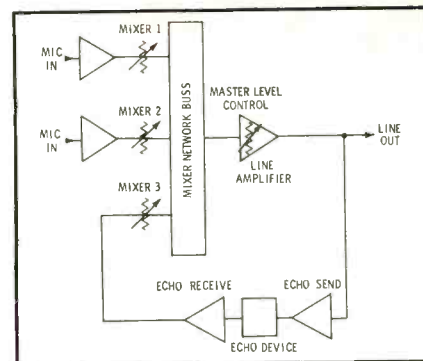 MIXER 1
MIC
IN
MIXER 2
MIC
IN
MIXER 3
MIXER NETWORK BUSS
MASTER LEVEL
CONTROL
LINE
AMPLIFIER
LINE
OUT
ECHO RECEIVE
ECHO SEND
ECHO DEVICE